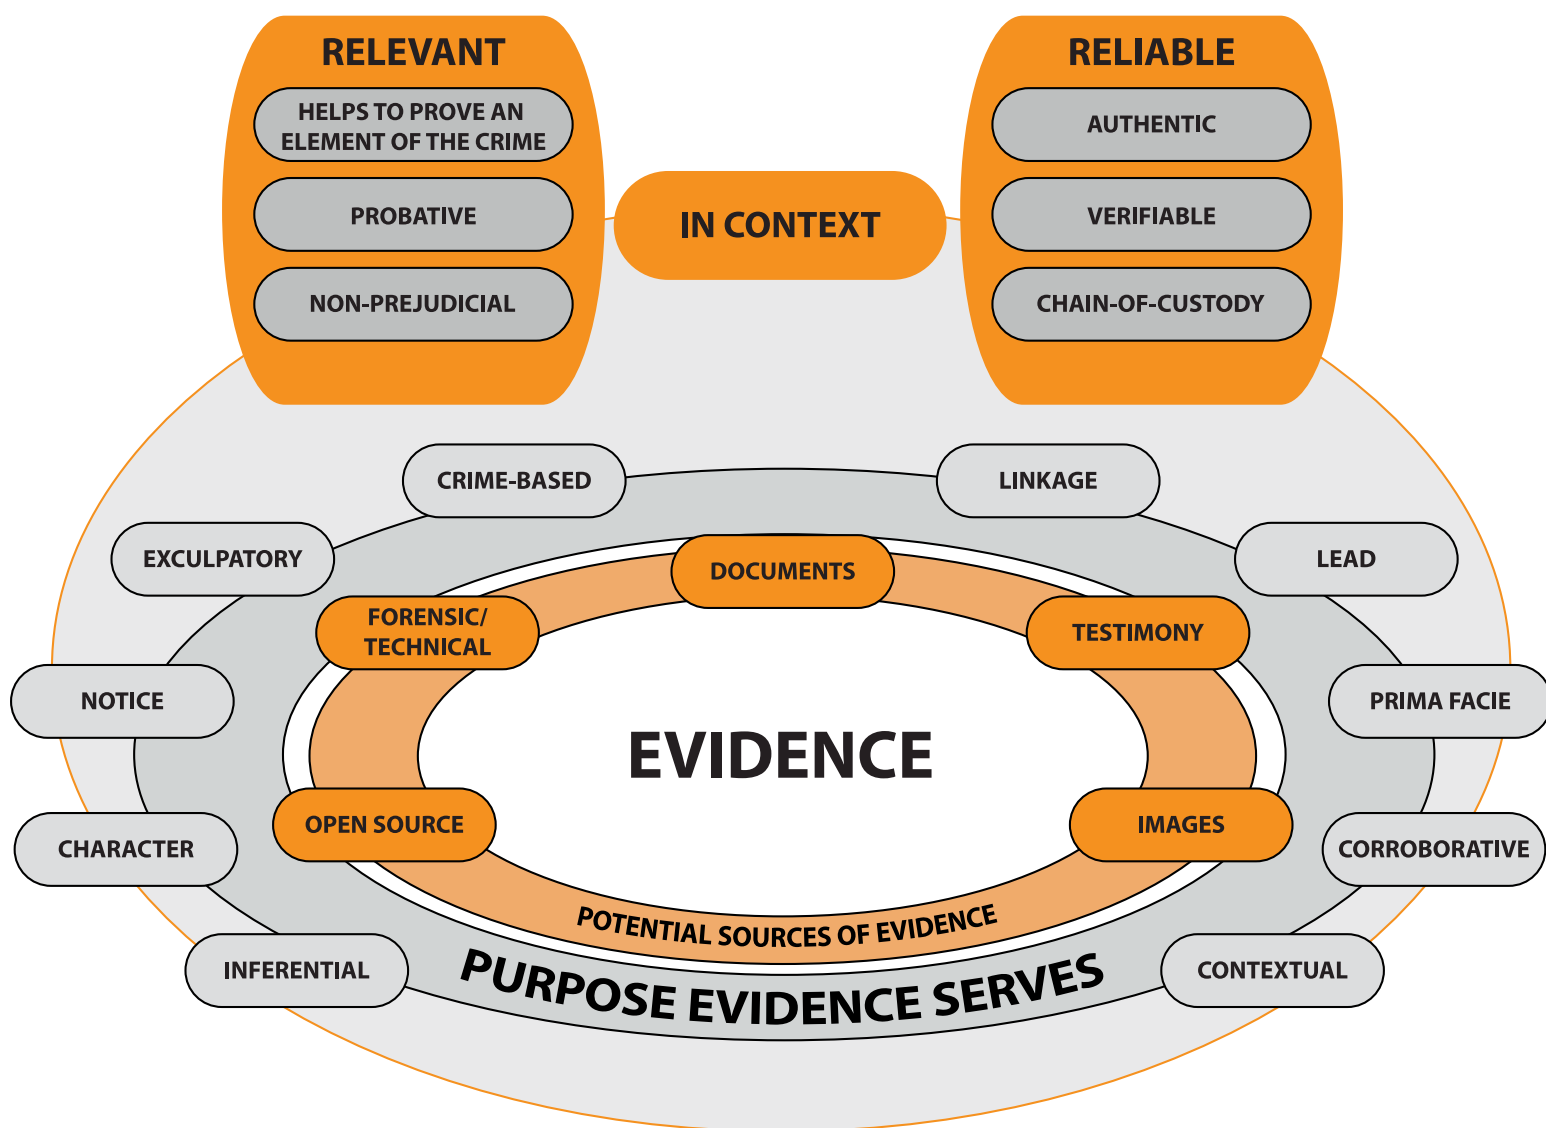 RELEVANT
HELPS TO PROVE AN
ELEMENT OF THE CRIME
PROBATIVE
NON-PREJUDICIAL
IN CONTEXT
RELIABLE
AUTHENTIC
VERIFIABLE
CHAIN-OF-CUSTODY
CRIME-BASED
LINKAGE
EXCULPATORY
LEAD
NOTICE
PRIMA FACIE
CHARACTER
CORROBORATIVE
INFERENTIAL
CONTEXTUAL
DOCUMENTS
FORENSIC/
TECHNICAL
TESTIMONY
EVIDENCE
OPEN SOURCE
IMAGES
POTENTIAL SOURCES OF EVIDENCE
PURPOSE EVIDENCE SERVES